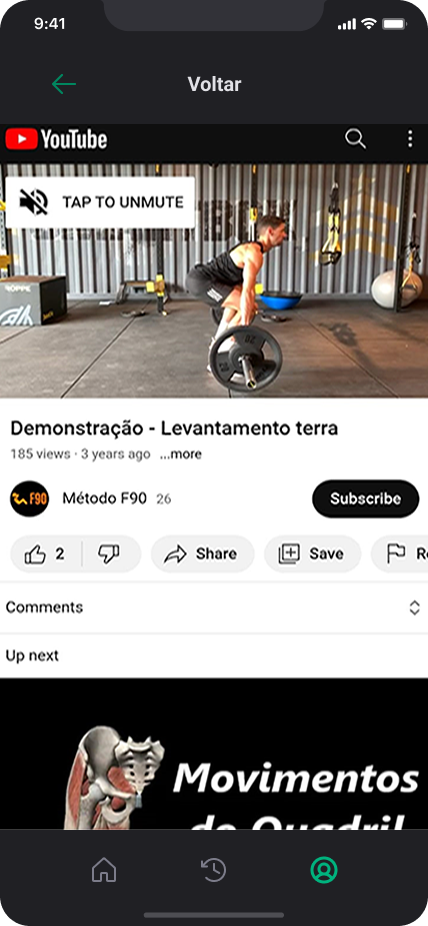 9:41
Voltar
YouTube
TAP TO UNMUTE
RÖPPE
Demonstração - Levantamento terra
185 views · 3 years ago ...more
F90
Método F90 26
Subscribe
2
Share
Save
Comments
Up next
Movimentos
do Quadril